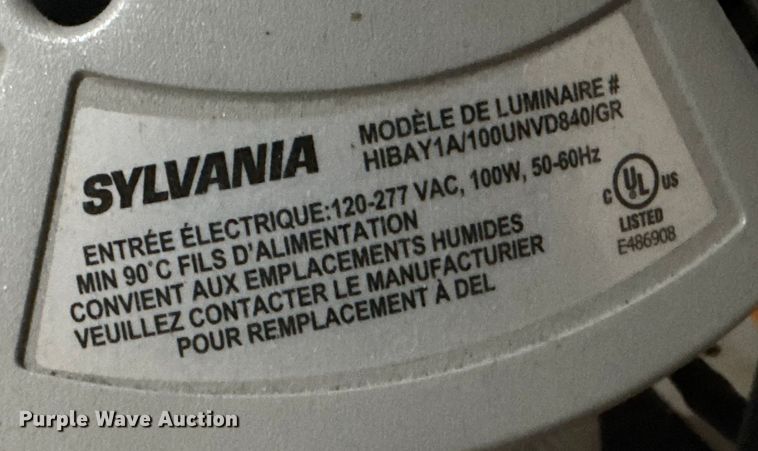 SYLVANIA
MODÈLE DE LUMINAIRE #
HIBAY1A/100UNVD840/GR
ENTRÉE ÉLECTRIQUE:120-277 VAC, 100W, 50-60Hz
MIN 90°C FILS D'ALIMENTATION
CONVIENT AUX EMPLACEMENTS HUMIDES
VEUILLEZ CONTACTER LE MANUFACTURIER
POUR REMPLACEMENT À DEL
C UL US
LISTED
E486908
Purple Wave Auction